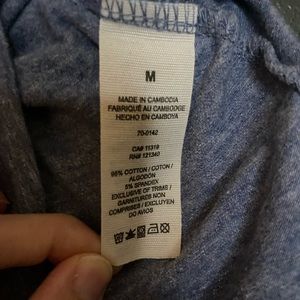 M
MADE IN CAMBODIA
FABRIQUÉ AU CAMBODGE
HECHO EN CAMBOYA
70-0142
CA# 11319
RN# 121340
95% COTTON / COTON /
ALGODÓN
5% SPANDEX
EXCLUSIVE OF TRIMS /
GARNITURES NON
COMPRISES / EXCLUYEN
DO AMOS